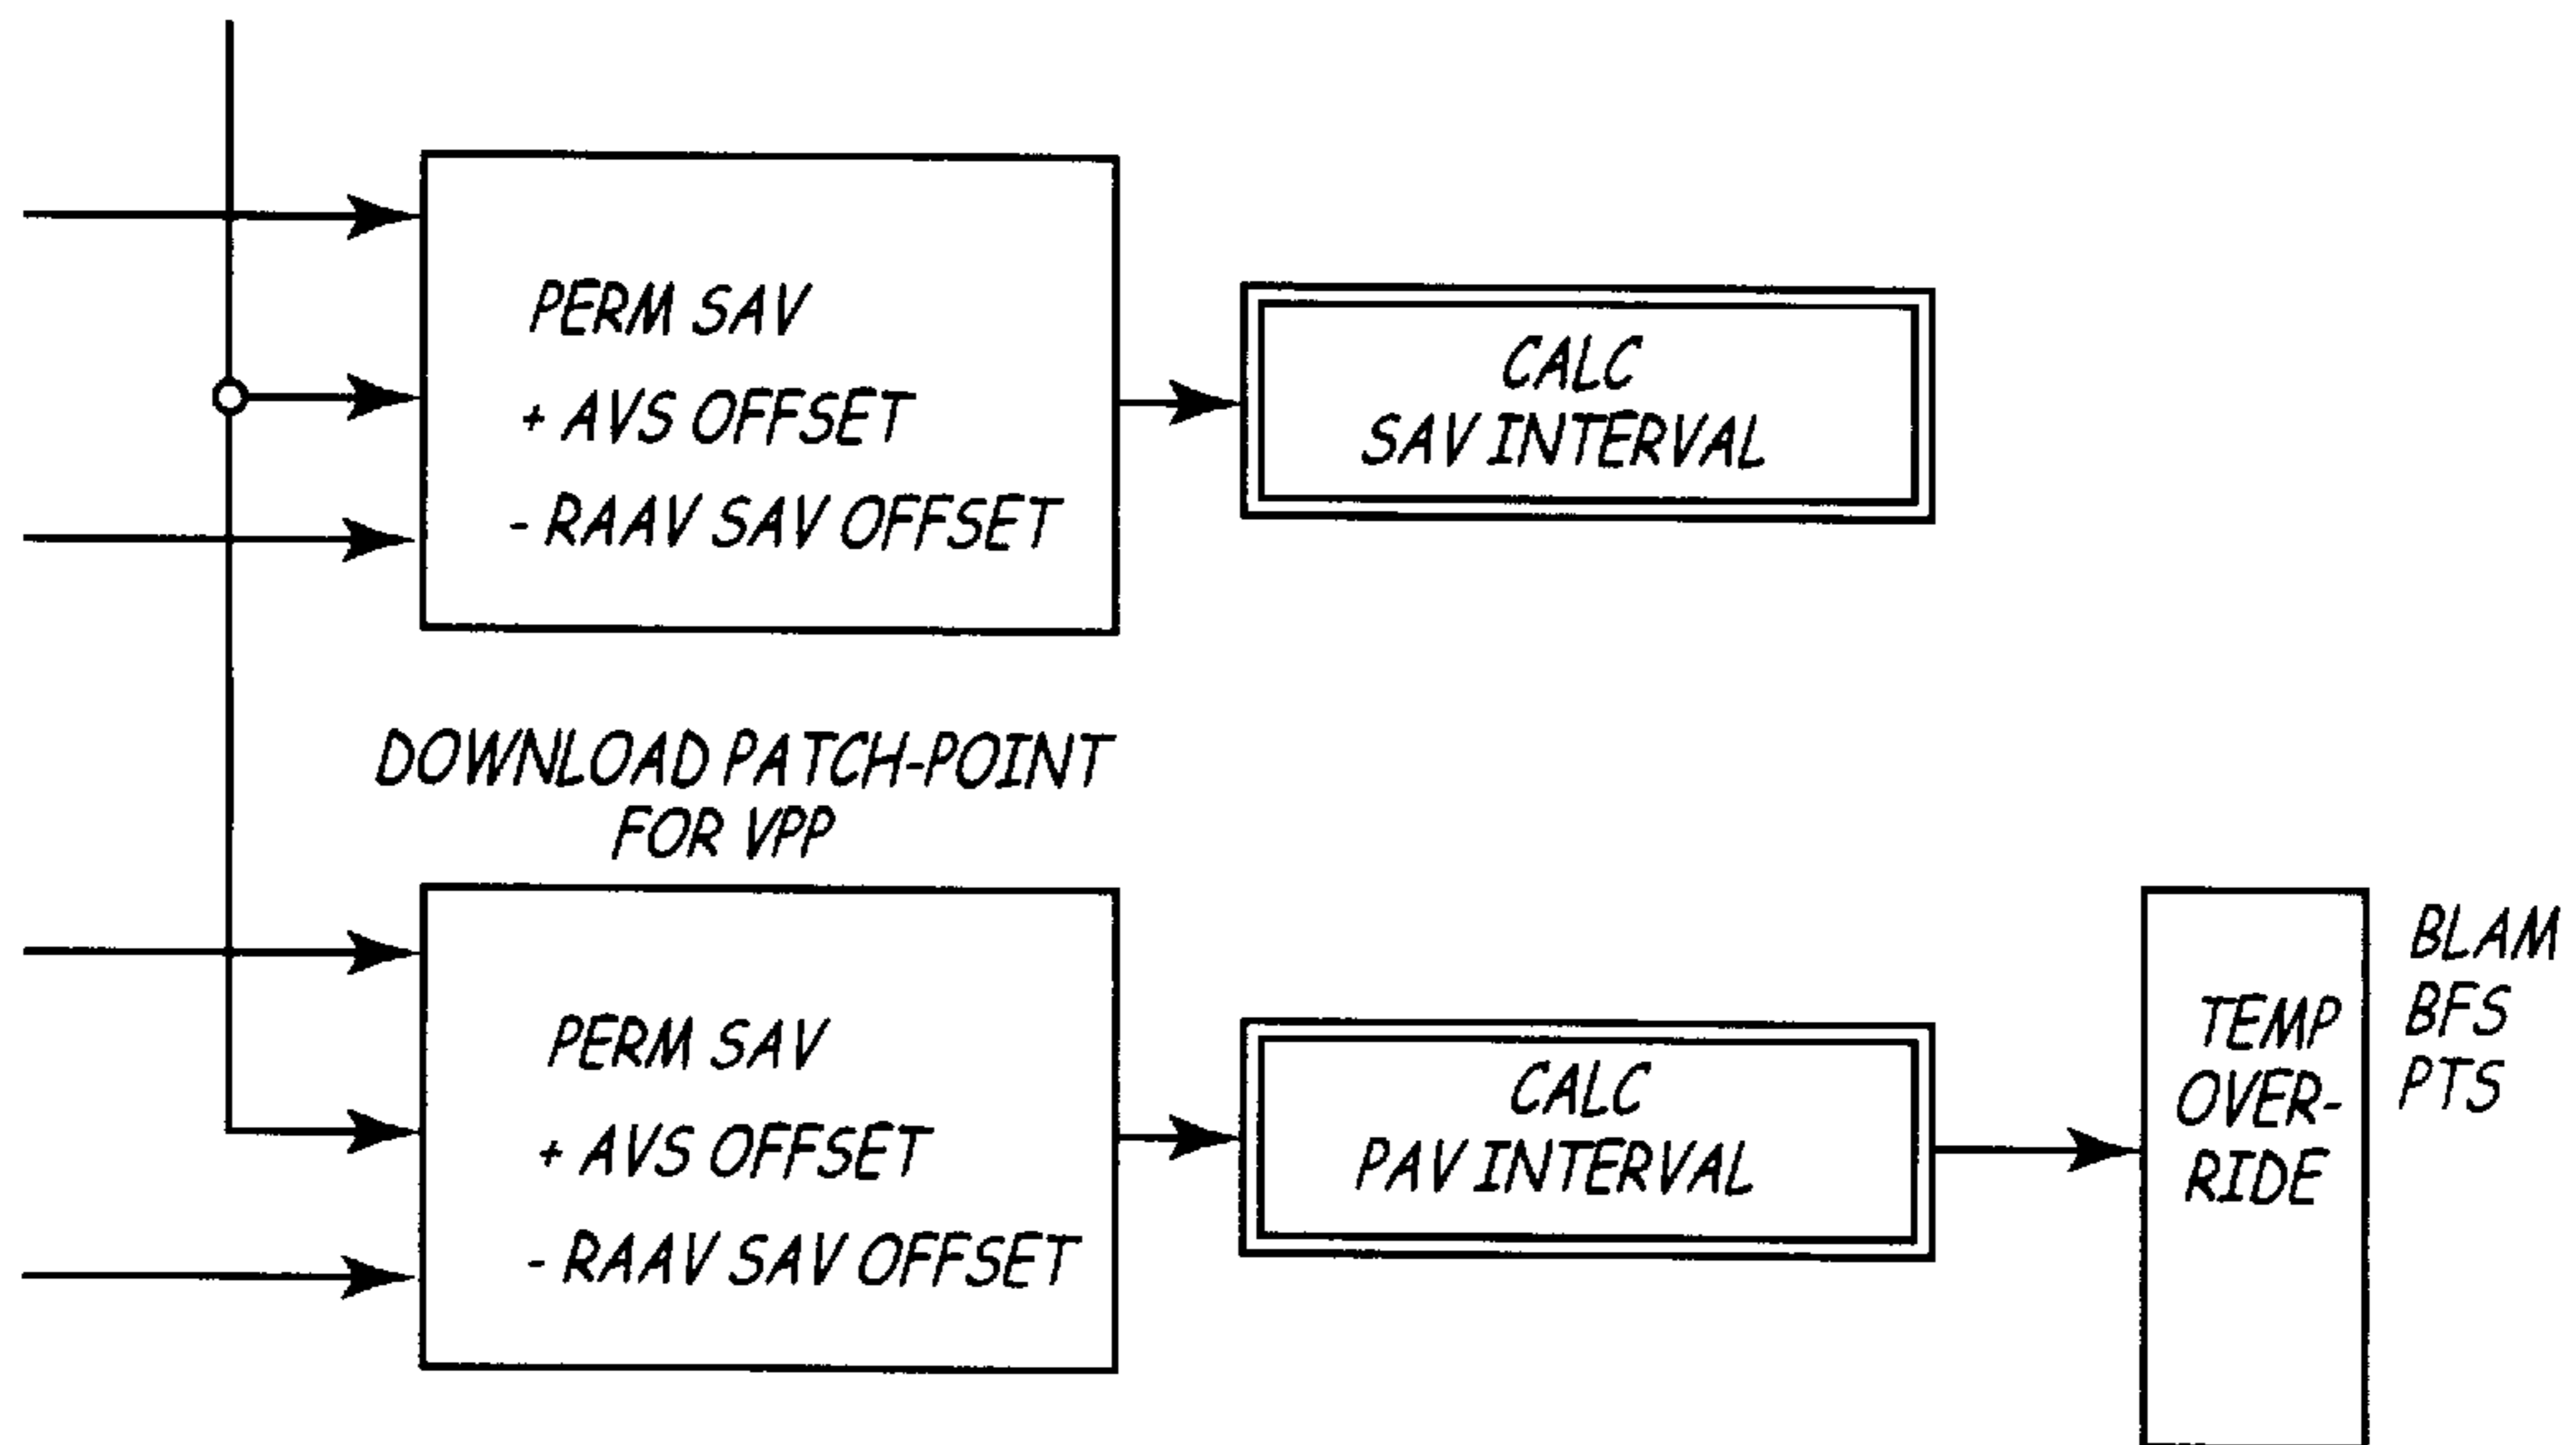 PERM SAV
+ AVS OFFSET
- RAAV SAV OFFSET
CALC
SAV INTERVAL
DOWNLOAD PATCH-POINT
FOR VPP
PERM SAV
+ AVS OFFSET
- RAAV SAV OFFSET
CALC
PAV INTERVAL
TEMP
OVER-
RIDE
BLAM
BFS
PTS